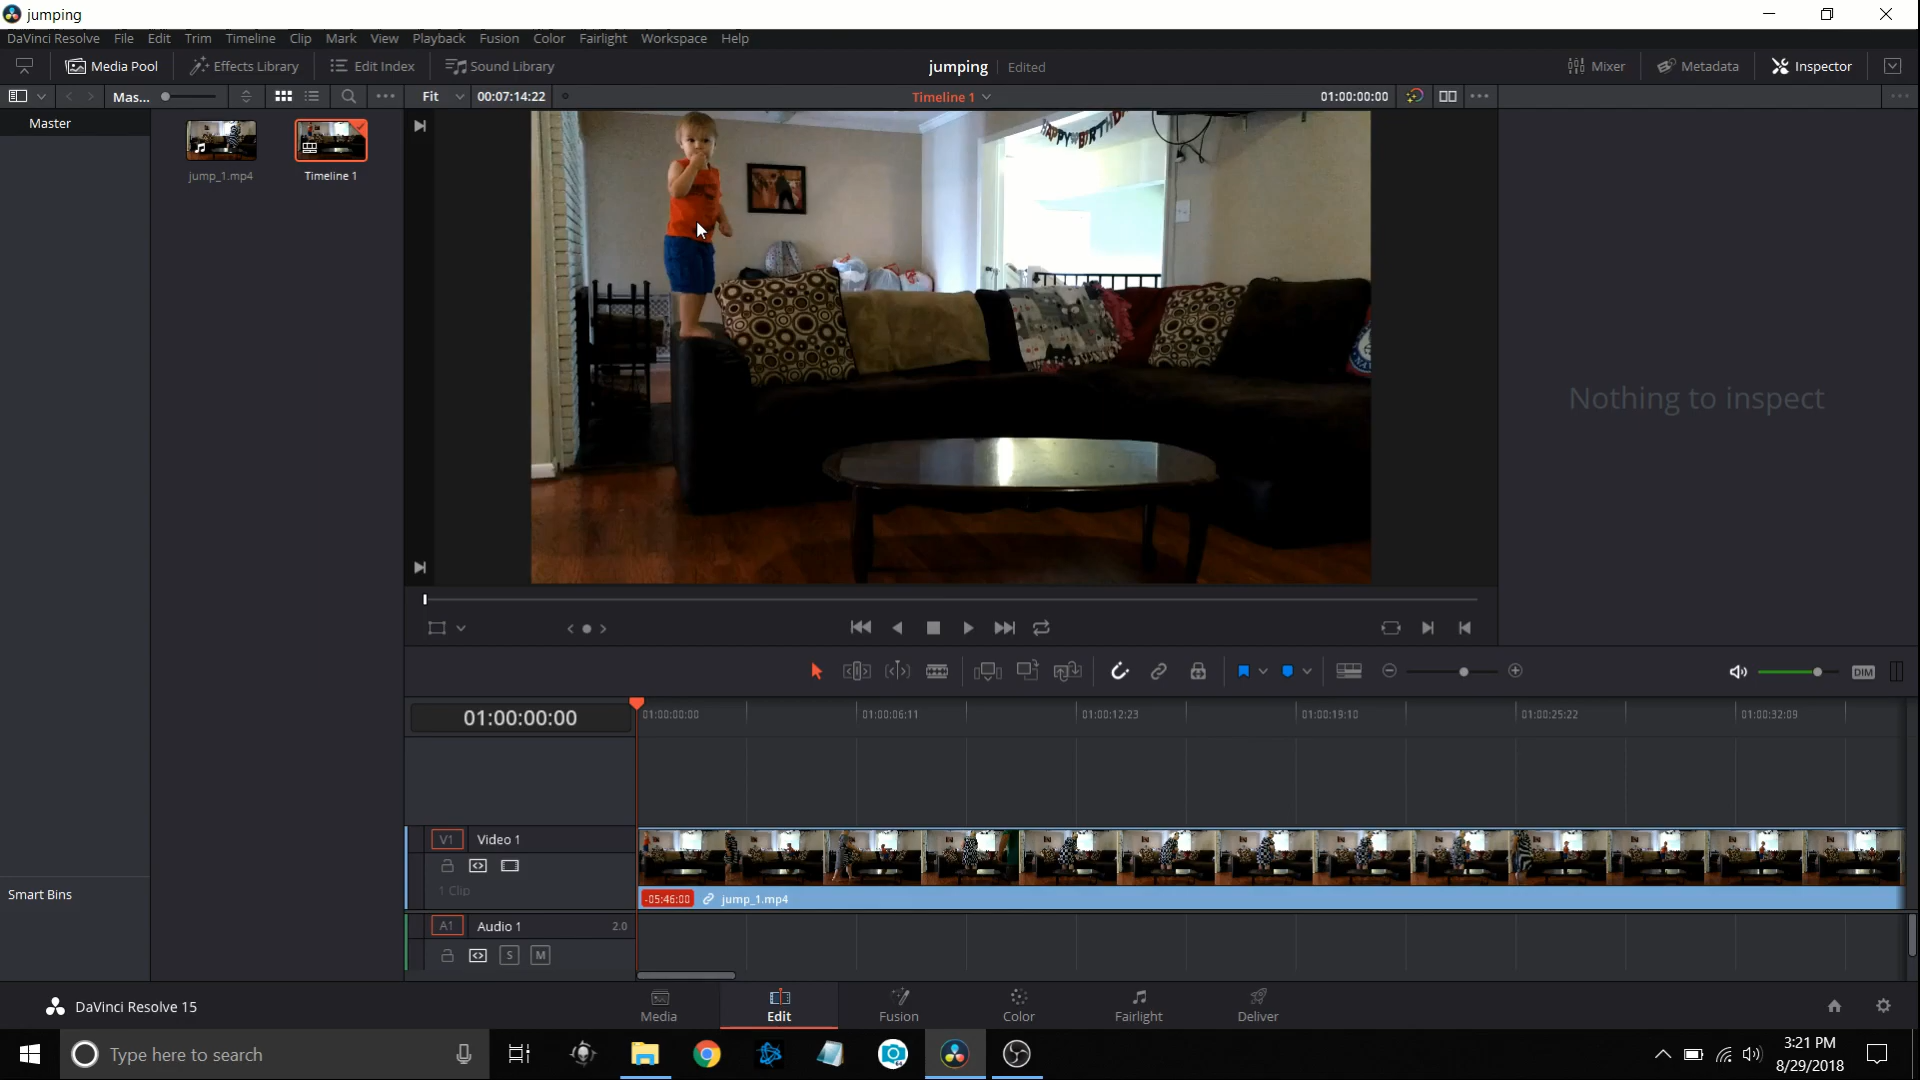 jumping
DaVinci Resolve File Edit Trim Timeline Clip Mark View Playback Fusion Color Fairlight Workspace Help
Media Pool Effects Library Edit Index Sound Library jumping Edited Mixer Metadata Inspector
Mas... Fit 00:07:14:22 Timeline 1 01:00:00:00
Master
jump_1.mp4 Timeline 1
HAPPY BIRTHD
Nothing to inspect
DIM
01:00:00:00 01:00:00:00 01:00:06:11 01:00:12:23 01:00:19:10 01:00:25:22 01:00:32:09
V1 Video 1
1 Clip
Smart Bins
-05:46:00 jump_1.mp4
A1 Audio 1 2.0
S M
DaVinci Resolve 15
Media Edit Fusion Color Fairlight Deliver
Type here to search
3:21 PM
8/29/2018